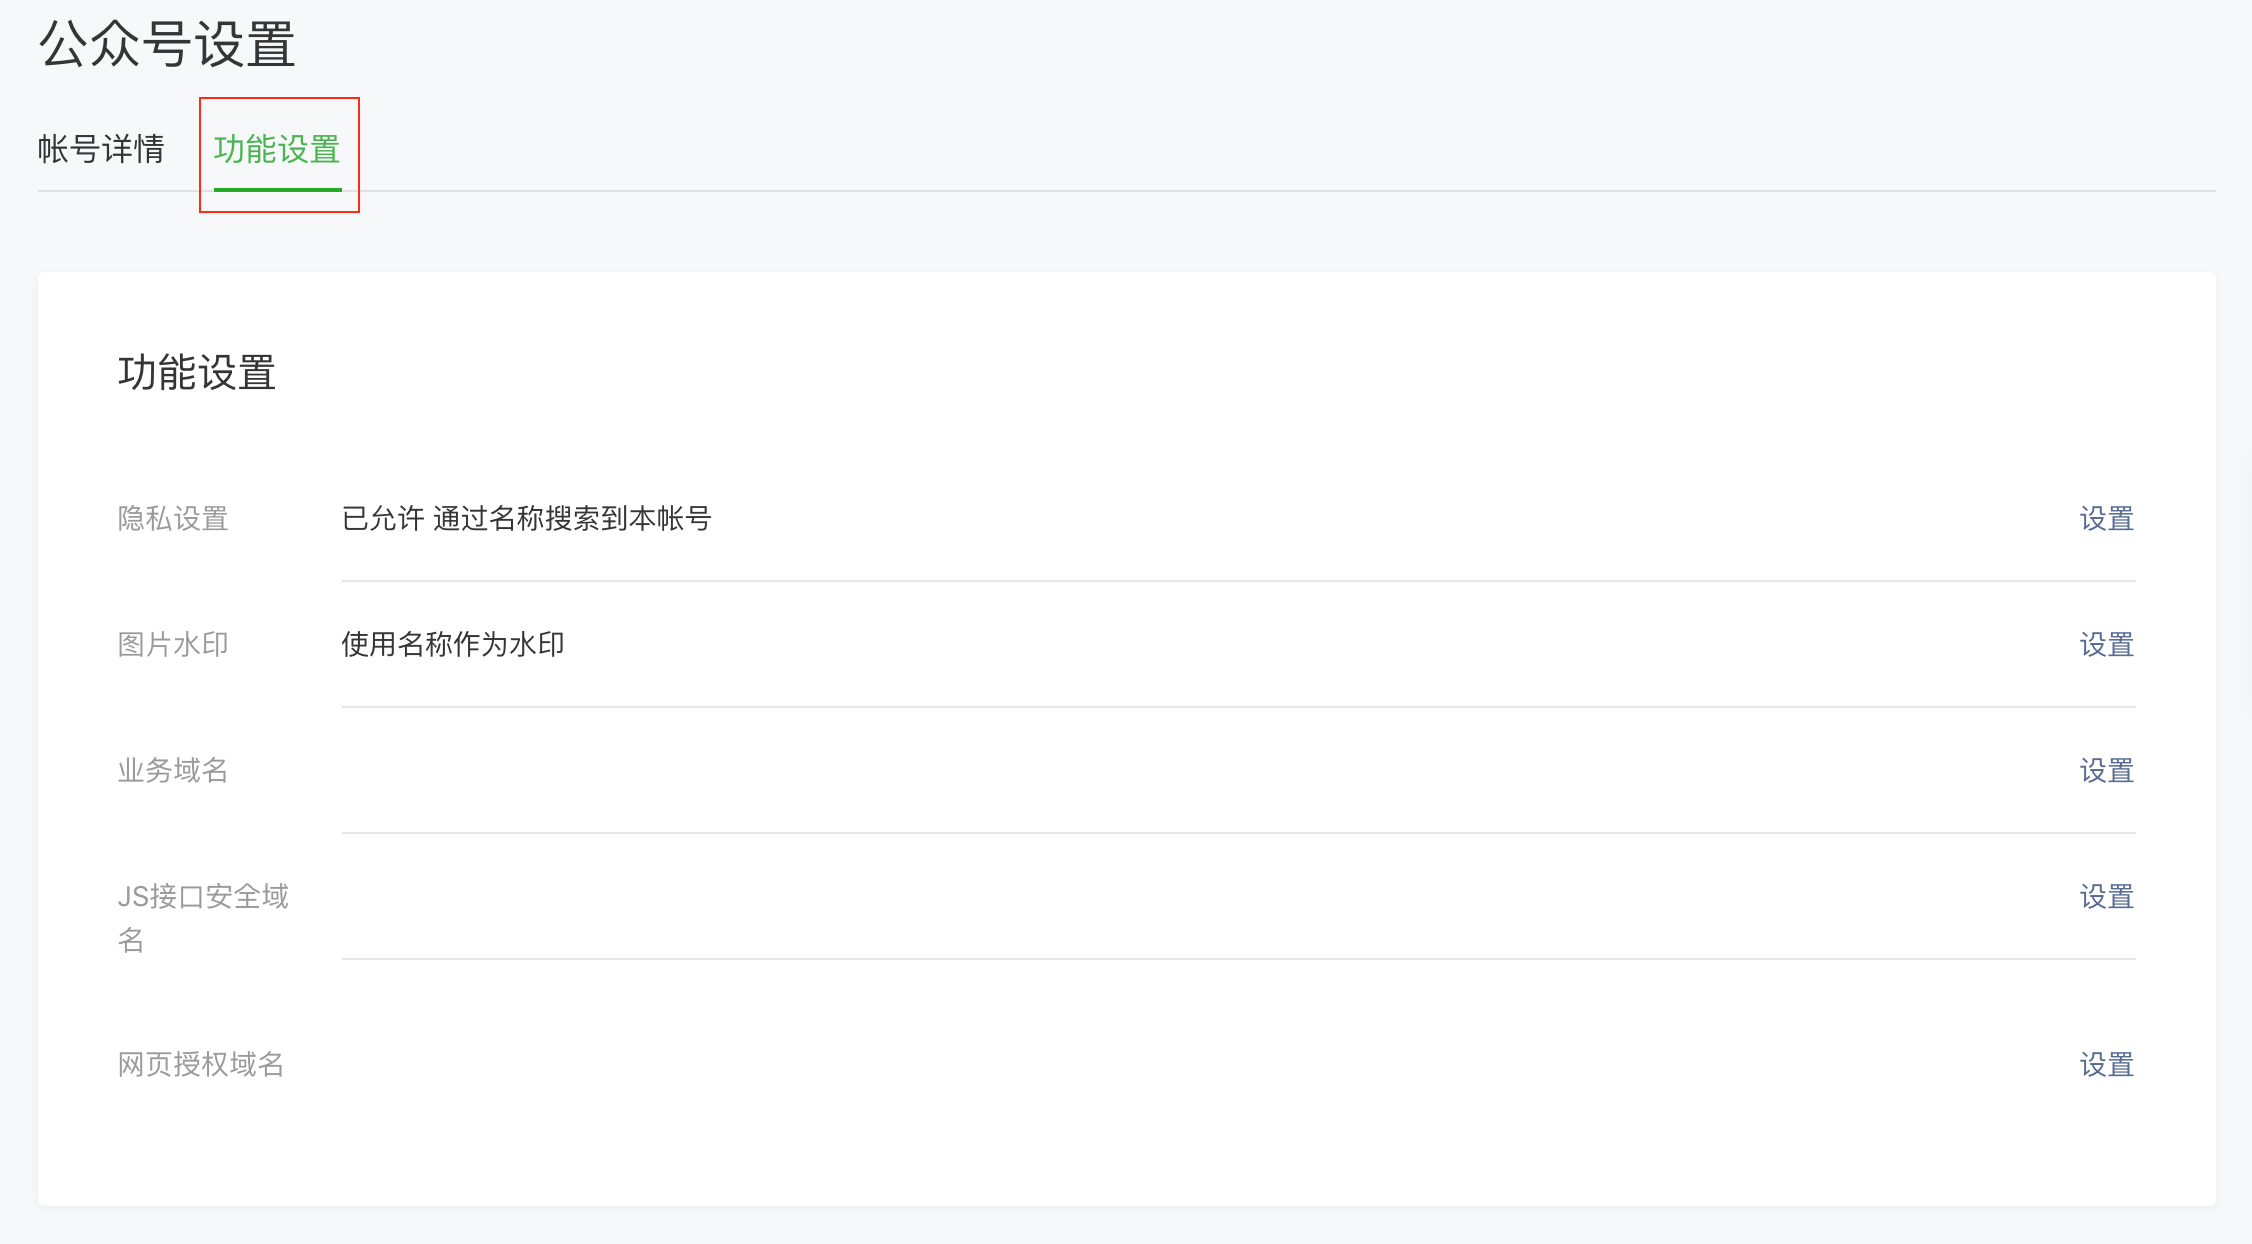 公众号设置
帐号详情 功能设置
功能设置
隐私设置 已允许 通过名称搜索到本帐号 设置
图片水印 使用名称作为水印 设置
业务域名 设置
JS接口安全域 设置
名
网页授权域名 设置